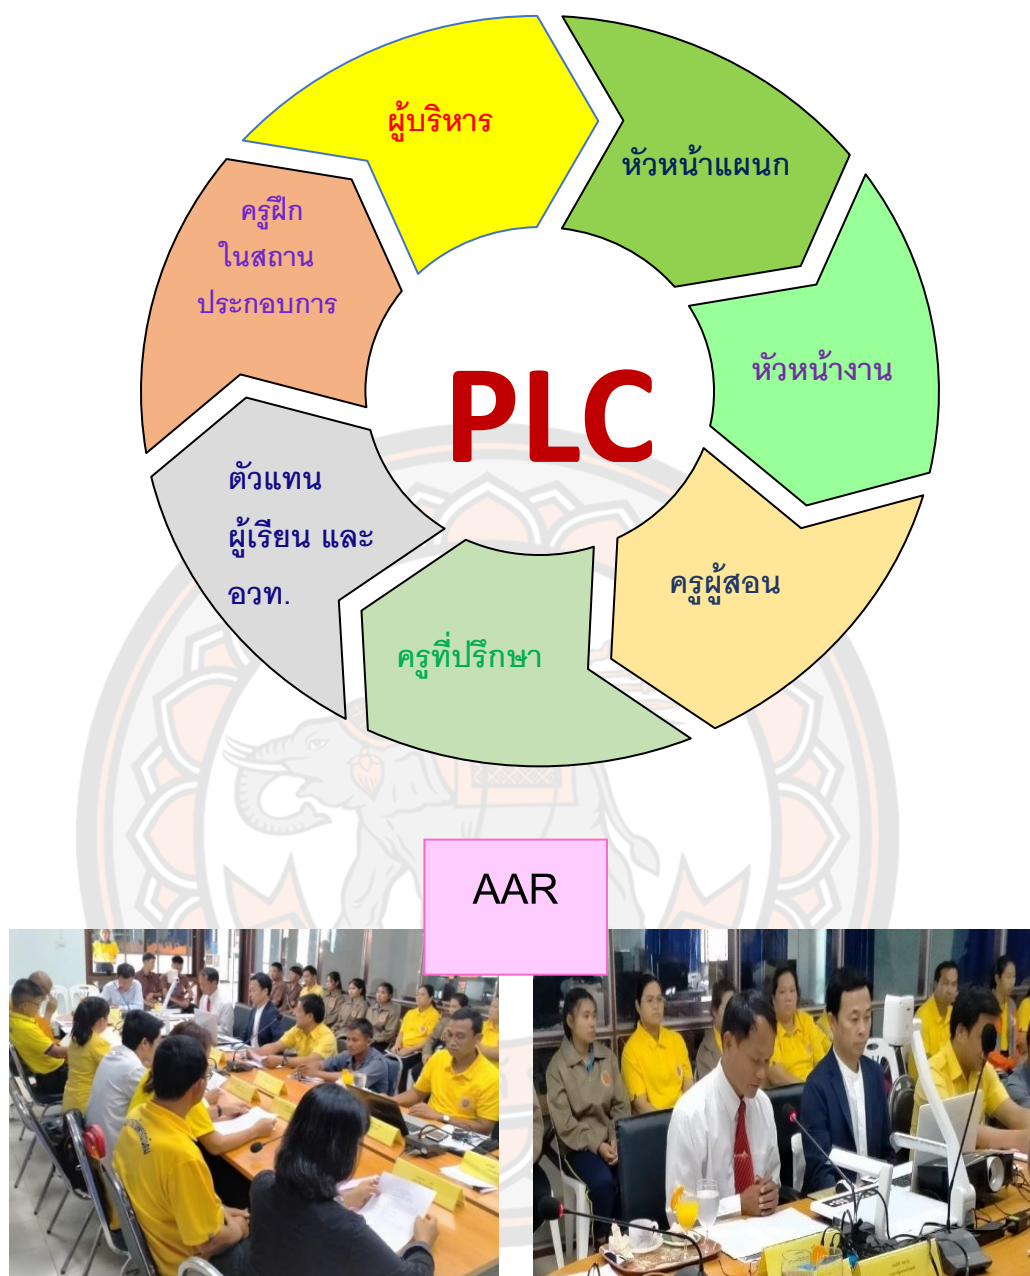 ผู้บริหาร
หัวหน้าแผนก
หัวหน้างาน
ครูผู้สอน
ครูที่ปรึกษา
ตัวแทน
ผู้เรียน และ
อวท.
ครูฝึก
ในสถาน
ประกอบการ
PLC
AAR